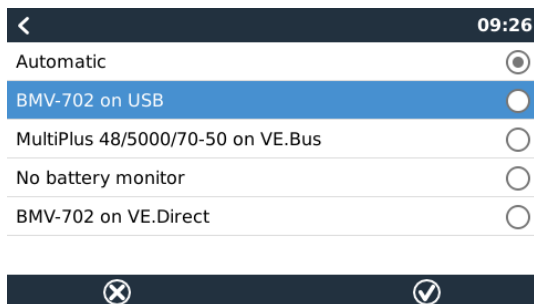 09:26
Automatic
BMV-702 on USB
MultiPlus 48/5000/70-50 on VE.Bus
No battery monitor
BMV-702 on VE.Direct